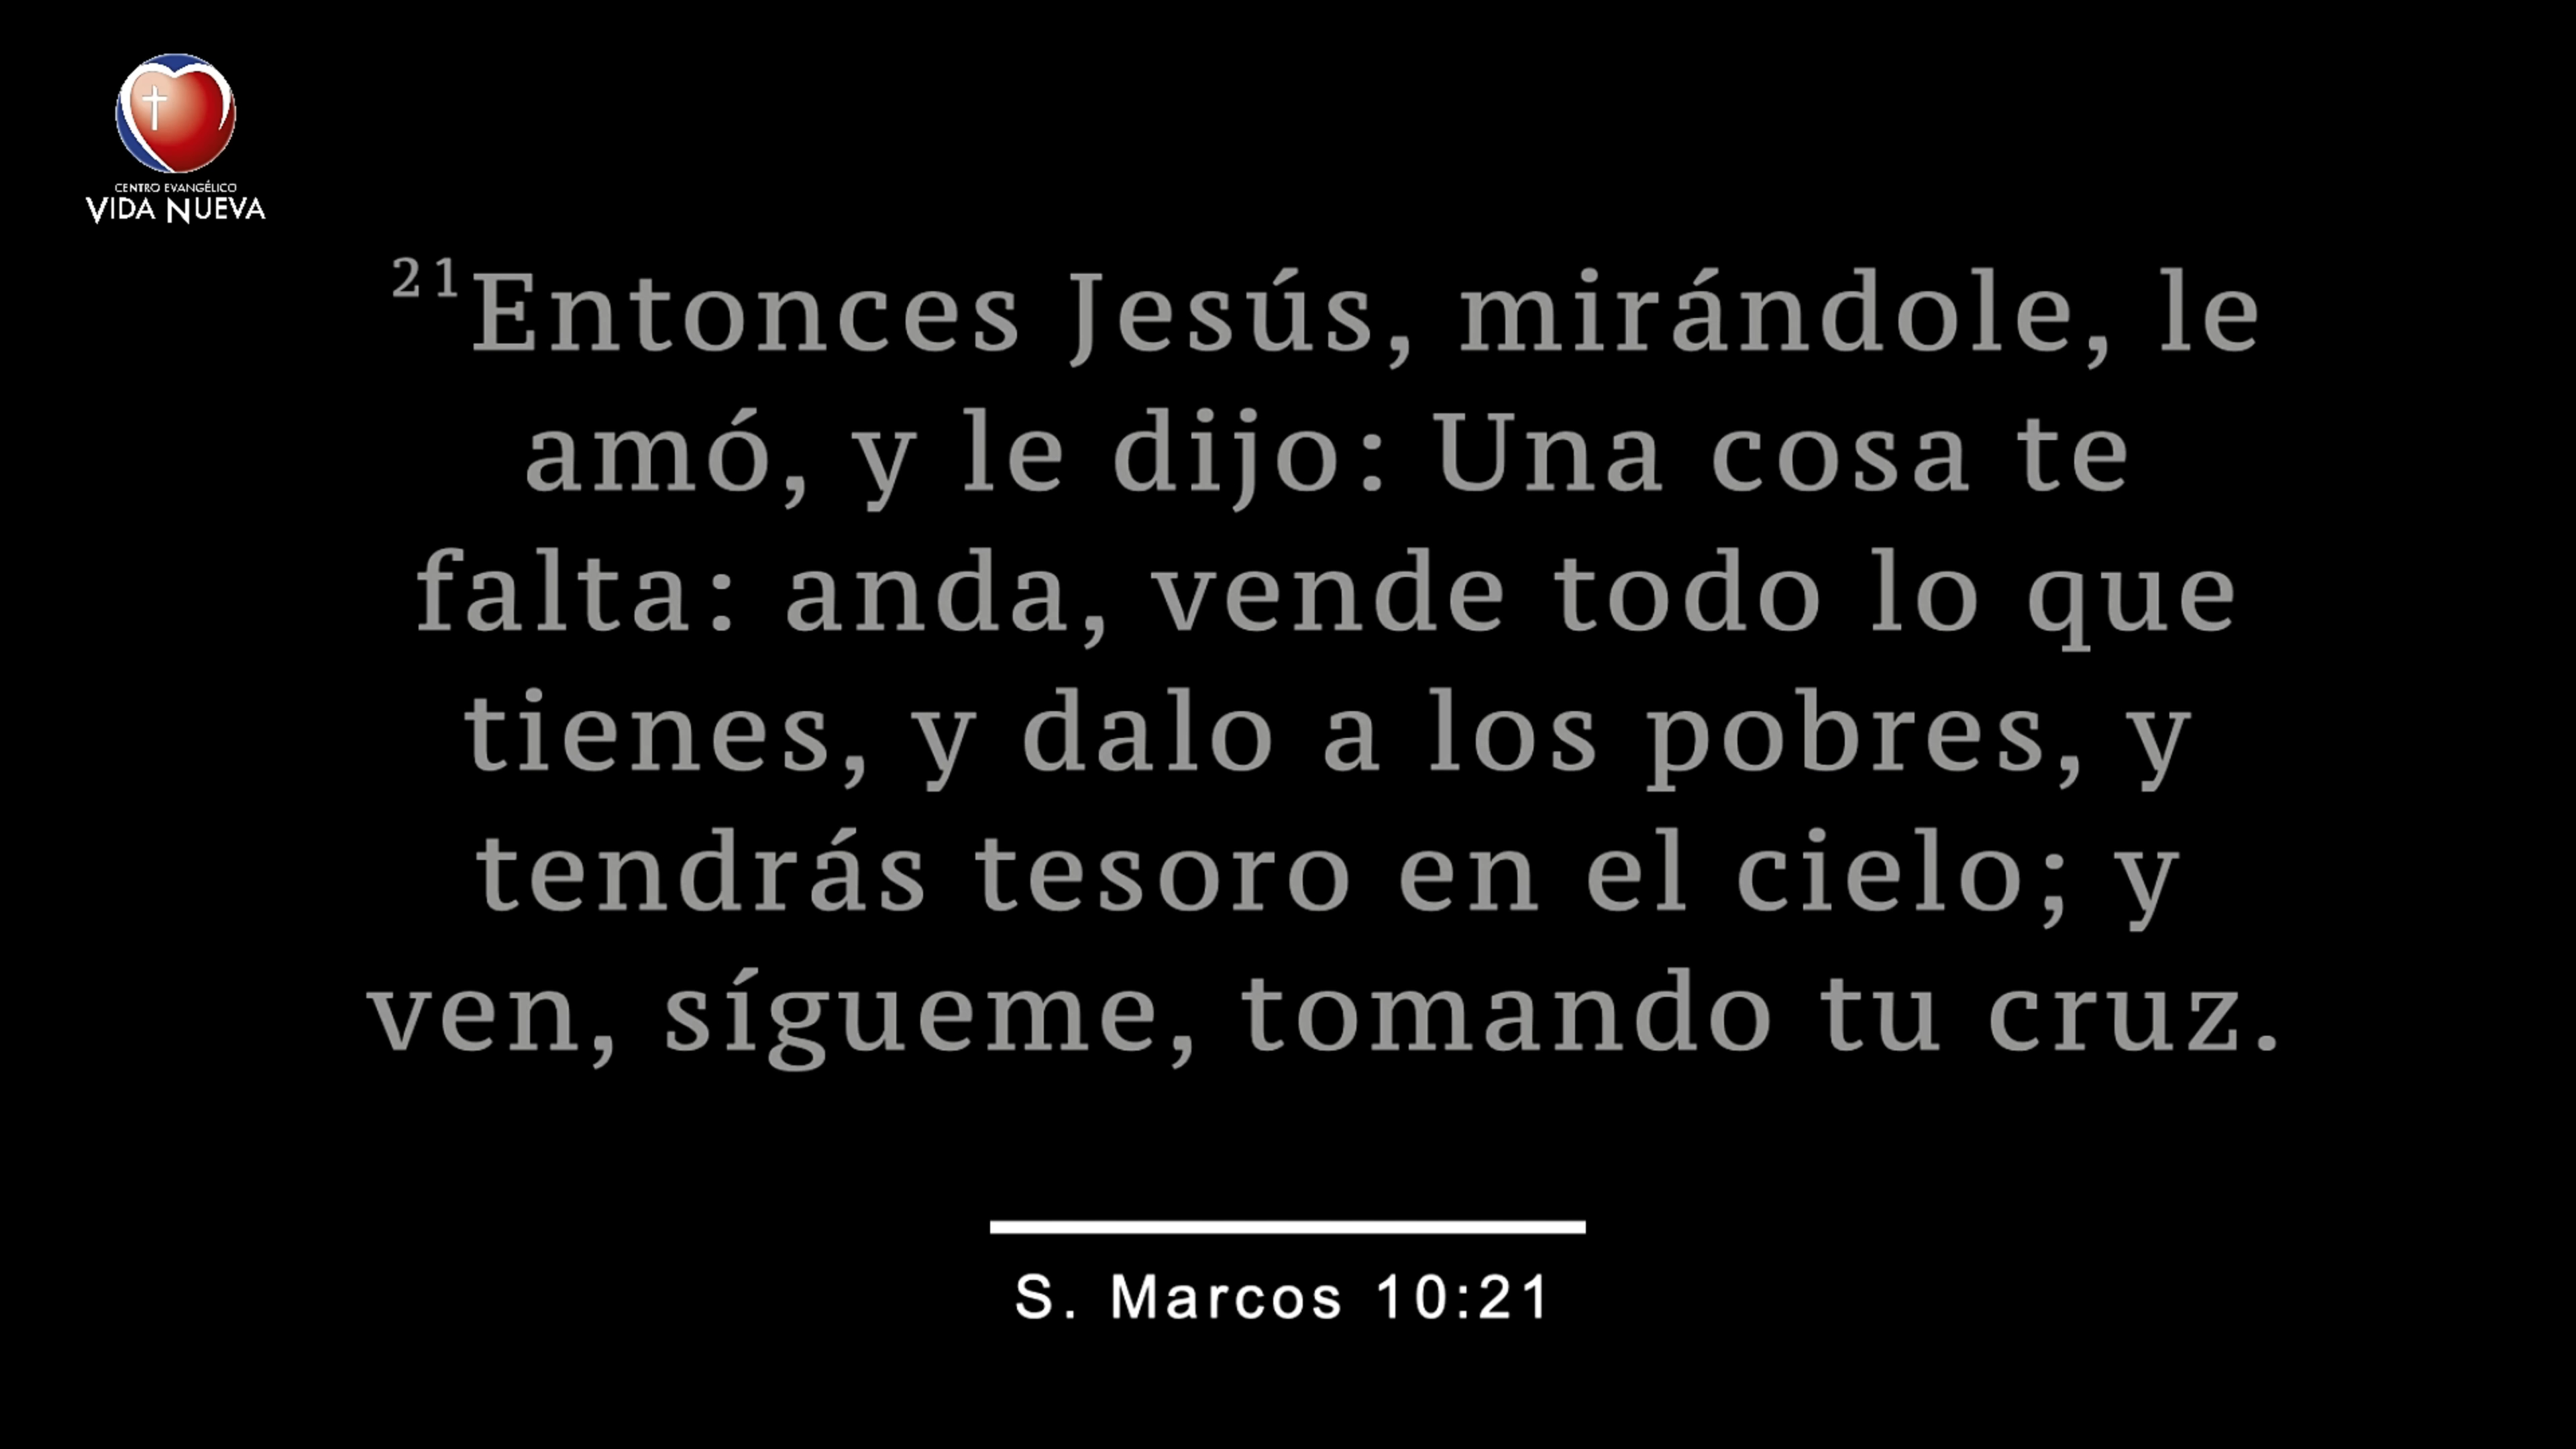 CENTRO EVANGÉLICO
VIDA NUEVA
21Entonces Jesús, mirándole, le
amó, y le dijo: Una cosa te
falta: anda, vende todo lo que
tienes, y dalo a los pobres, y
tendrás tesoro en el cielo; y
ven, sígueme, tomando tu cruz.
S. Marcos 10:21